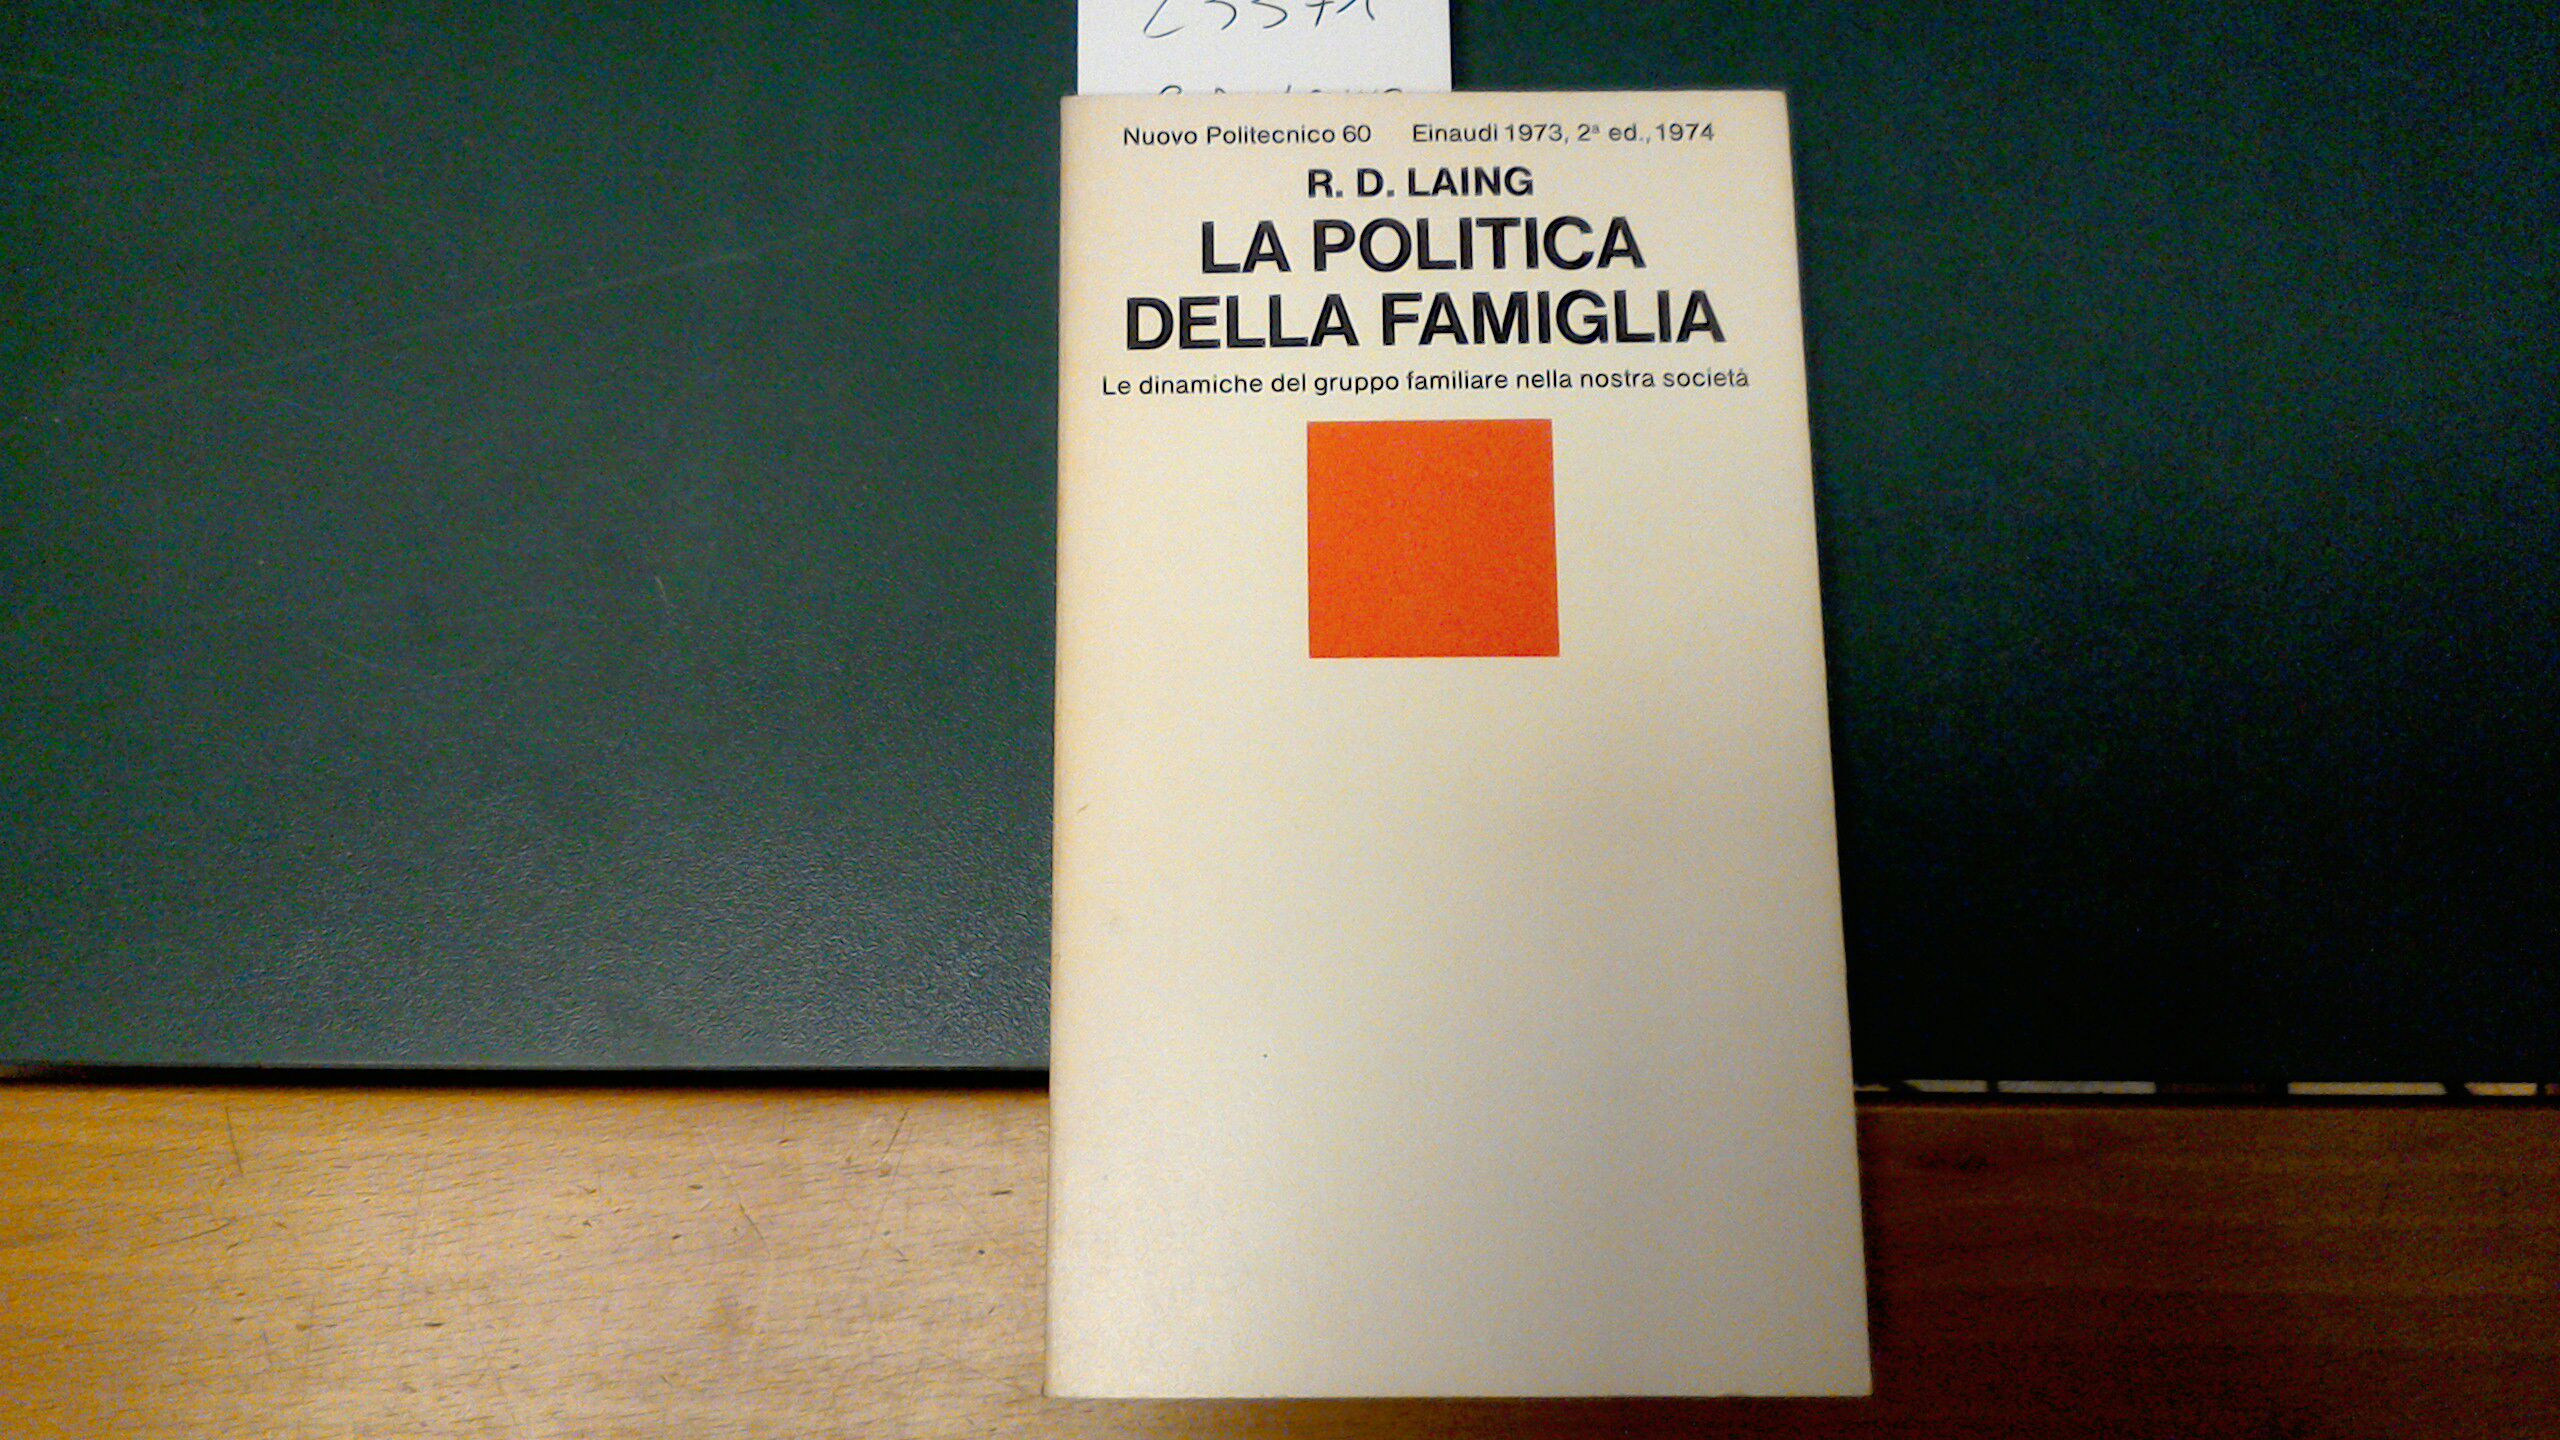 Nuovo Politecnico 60 Einaudi 1973, 2ª ed., 1974
R. D. LAING
LA POLITICA
DELLA FAMIGLIA
Le dinamiche del gruppo familiare nella nostra società